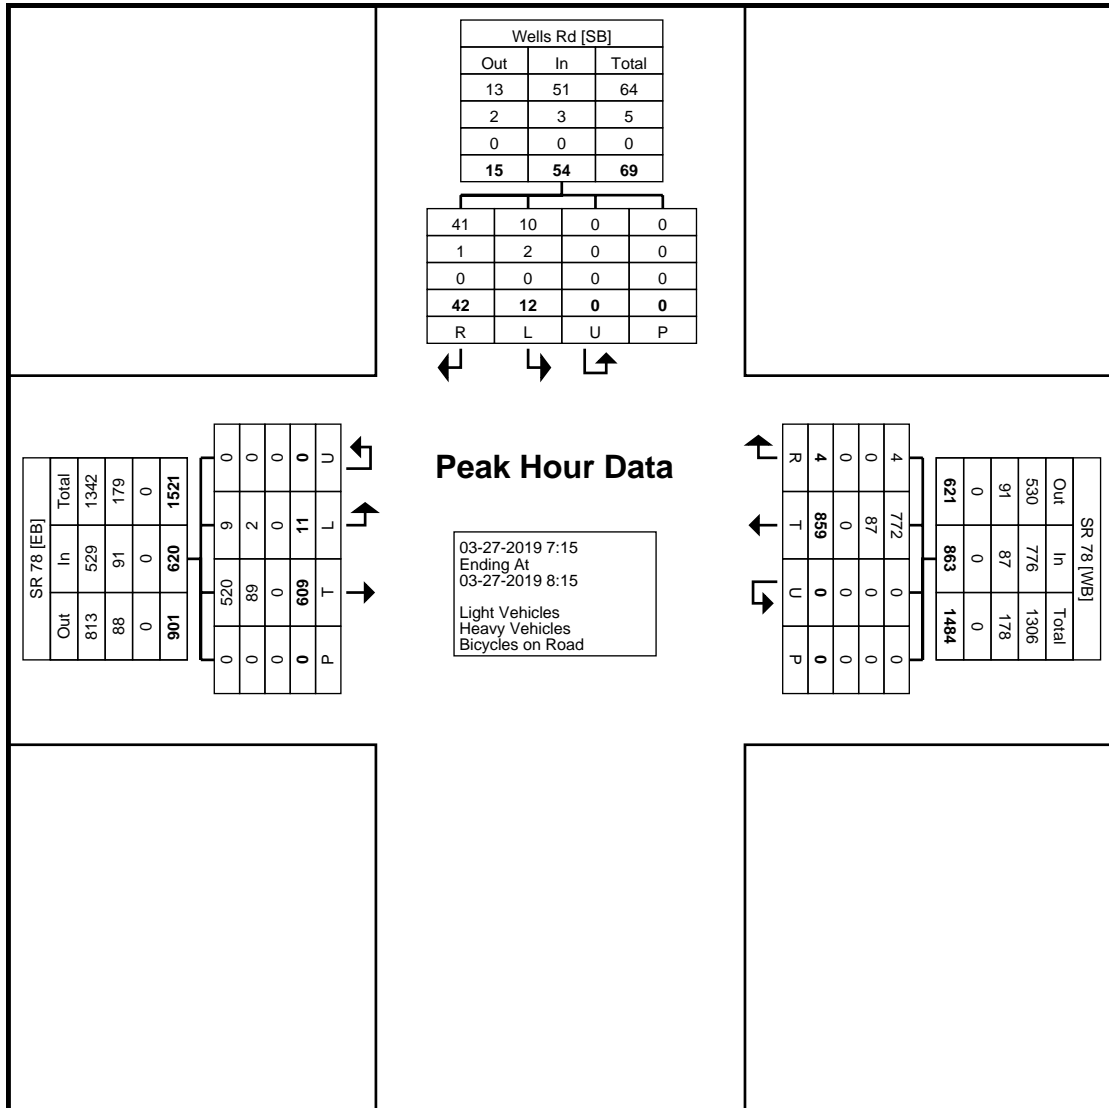 Wells Rd [SB]
Out In Total
13 51 64
2 3 5
0 0 0
15 54 69
41 10 0 0
1 2 0 0
0 0 0 0
42 12 0 0
R L U P
Peak Hour Data
03-27-2019 7:15
Ending At
03-27-2019 8:15
Light Vehicles
Heavy Vehicles
Bicycles on Road
SR 78 [EB]
Out In Total
813 529 1342
88 91 179
0 0 0
901 620 1521
0 520 9 0
0 89 2 0
0 0 0 0
0 609 11 0
P T L U
SR 78 [WB]
Out In Total
530 776 1306
91 87 178
0 0 0
621 863 1484
4 772 0 0
0 87 0 0
0 0 0 0
4 859 0 0
R T U P